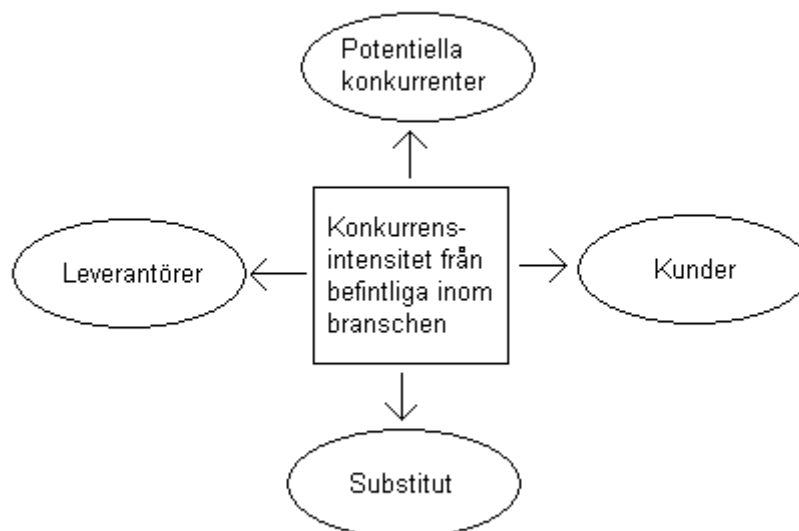 Potentiella
konkurrenter
Leverantörer
Konkurrens-
intensitet från
befintliga inom
branschen
Kunder
Substitut